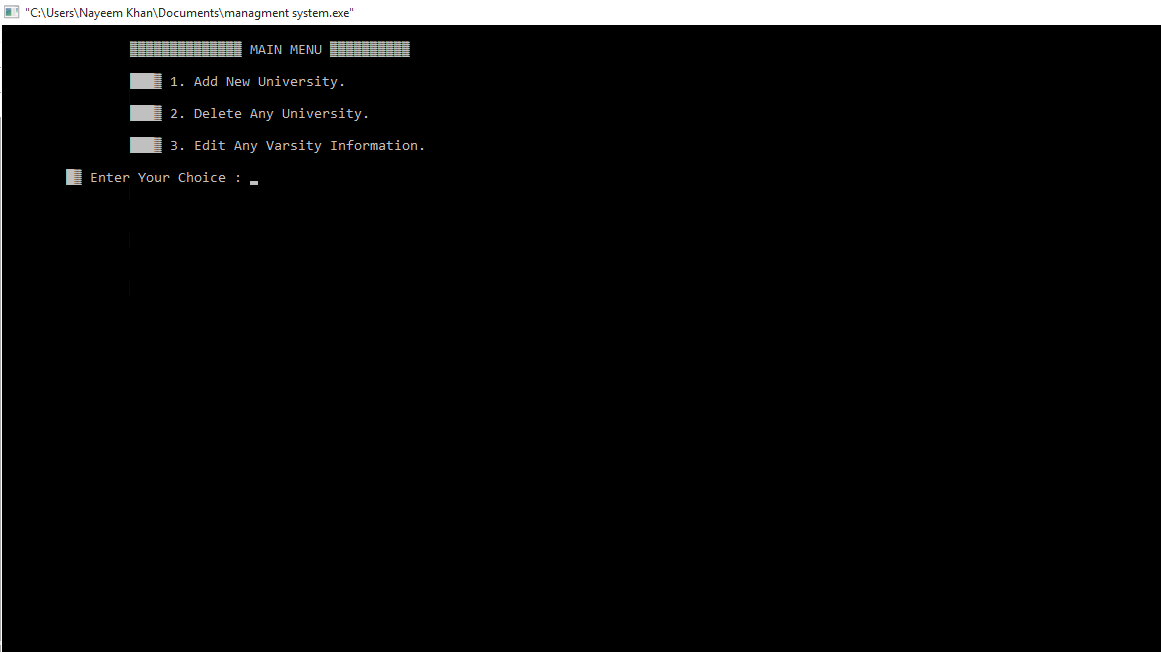 "C:\Users\Nayeem Khan\Documents\managment system.exe"
▓▓▓▓▓▓▓▓▓▓▓▓▓▓ MAIN MENU ▓▓▓▓▓▓▓▓▓▓
███▓ 1. Add New University.
███▓ 2. Delete Any University.
███▓ 3. Edit Any Varsity Information.
█▓ Enter Your Choice : _